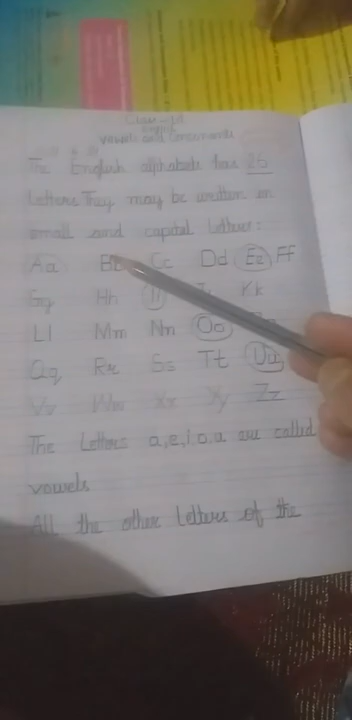 English
Vowels and Consonants
The English alphabets has 26
Letters They may be written in
small and capital letters:
Aa Bb Cc Dd Ee Ff
Gg Hh Ii Kk
Ll Mm Nn Oo
Qq Rr Ss Tt Uu
Vv Ww Xx Yy Zz
The Letters a,e,i.o.u are called
vowels
All the other letters of the